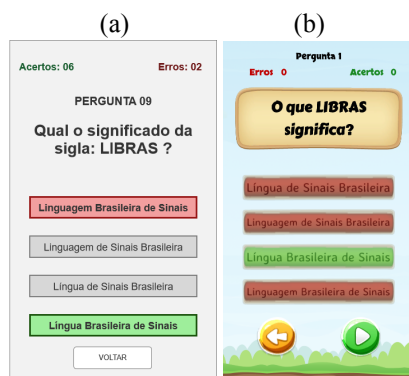 (a)
Acertos: 06 Erros: 02
PERGUNTA 09
Qual o significado da
sigla: LIBRAS ?
Linguagem Brasileira de Sinais
Linguagem de Sinais Brasileira
Língua de Sinais Brasileira
Língua Brasileira de Sinais
VOLTAR
(b)
Pergunta 1
Erros 0 Acertos 0
O que LIBRAS
significa?
Língua de Sinais Brasileira
Linguagem de Sinais Brasileira
Língua Brasileira de Sinais
Linguagem Brasileira de Sinais